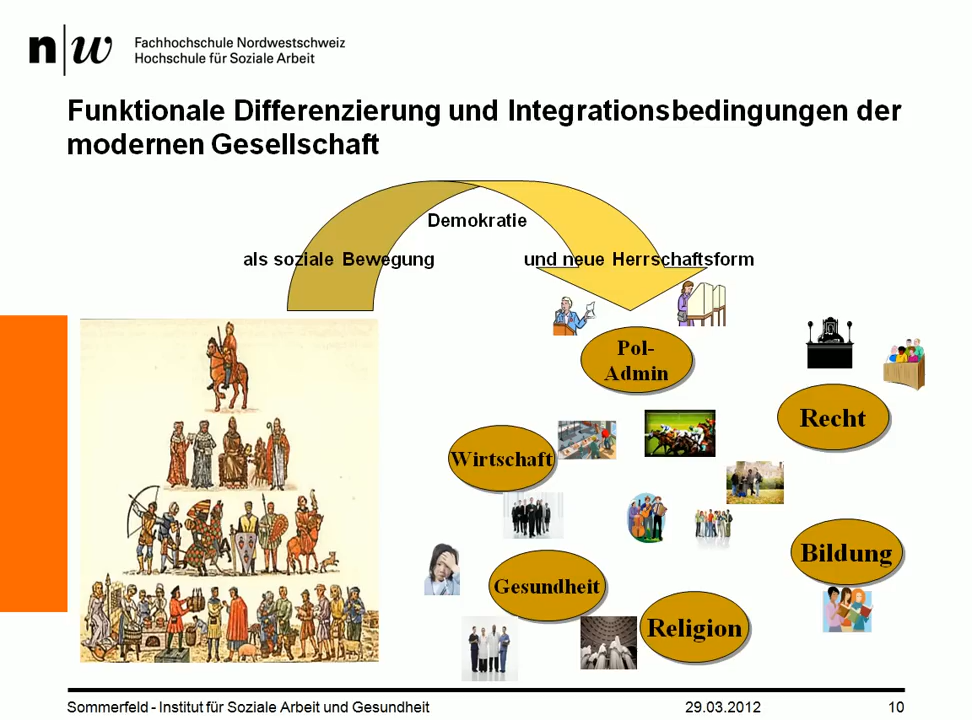 n|w
Fachhochschule Nordwestschweiz
Hochschule für Soziale Arbeit
Funktionale Differenzierung und Integrationsbedingungen der
modernen Gesellschaft
Demokratie
als soziale Bewegung
und neue Herrschaftsform
Pol-
Admin
Recht
Wirtschaft
Bildung
Gesundheit
Religion
Sommerfeld - Institut für Soziale Arbeit und Gesundheit
29.03.2012
10